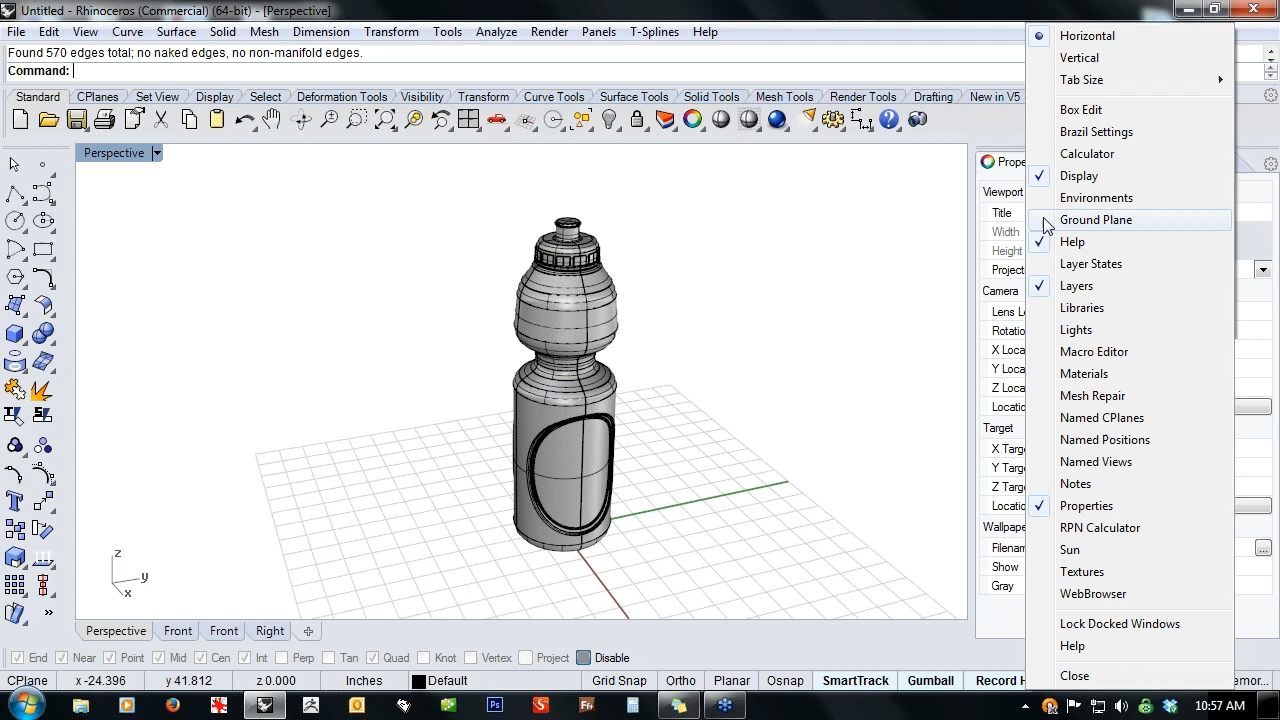 Untitled - Rhinoceros (Commercial) (64-bit) - [Perspective]
File Edit View Curve Surface Solid Mesh Dimension Transform Tools Analyze Render Panels T-Splines Help
Found 570 edges total; no naked edges, no non-manifold edges.
Command:
Standard CPlanes Set View Display Select Deformation Tools Visibility Transform Curve Tools Surface Tools Solid Tools Mesh Tools Render Tools Drafting New in V5
Perspective
z
y
x
Perspective Front Front Right
End Near Point Mid Cen Int Perp Tan Quad Knot Vertex Project Disable
CPlane x -24.396 y 41.812 z 0.000 Inches Default Grid Snap Ortho Planar Osnap SmartTrack Gumball Record H
Viewport
Title
Width
Height
Camera
Target
Wallpape
Show
Gray
Horizontal
Vertical
Tab Size
Box Edit
Brazil Settings
Calculator
Display
Environments
Ground Plane
Help
Layer States
Layers
Libraries
Lights
Macro Editor
Materials
Mesh Repair
Named CPlanes
Named Positions
Named Views
Notes
Properties
RPN Calculator
Sun
Textures
WebBrowser
Lock Docked Windows
Help
Close
10:57 AM